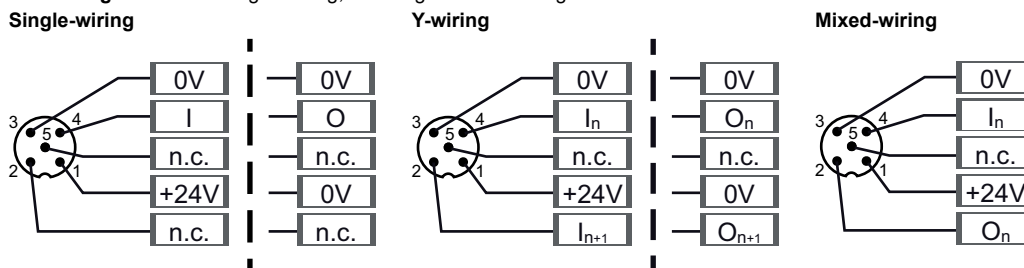 Single-wiring
Y-wiring
Mixed-wiring
0V
0V
I
O
n.c.
n.c.
+24V
0V
n.c.
n.c.
3
4
5
2
1
0V
0V
Iₙ
Oₙ
n.c.
n.c.
+24V
0V
Iₙ₊₁
Oₙ₊₁
3
4
5
2
1
0V
Iₙ
n.c.
+24V
Oₙ
3
4
5
2
1